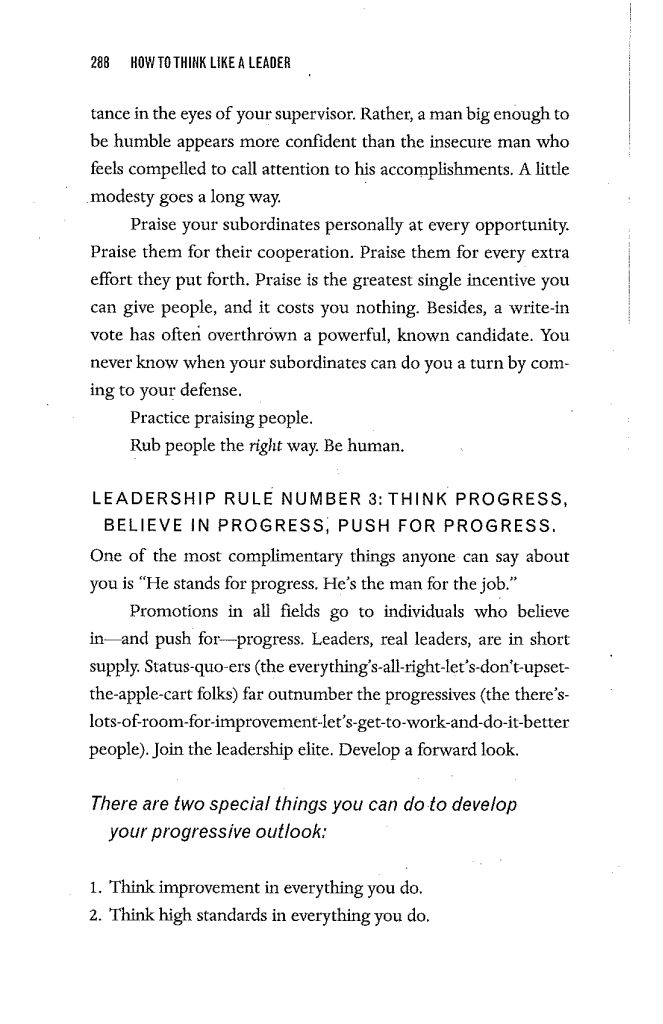 288 HOW TO THINK LIKE A LEADER
tance in the eyes of your supervisor. Rather, a man big enough to
be humble appears more confident than the insecure man who
feels compelled to call attention to his accomplishments. A little
modesty goes a long way.
Praise your subordinates personally at every opportunity.
Praise them for their cooperation. Praise them for every extra
effort they put forth. Praise is the greatest single incentive you
can give people, and it costs you nothing. Besides, a write-in
vote has often overthrown a powerful, known candidate. You
never know when your subordinates can do you a turn by com-
ing to your defense.
Practice praising people.
Rub people the right way. Be human.
LEADERSHIP RULE NUMBER 3: THINK PROGRESS,
BELIEVE IN PROGRESS, PUSH FOR PROGRESS.
One of the most complimentary things anyone can say about
you is “He stands for progress. He’s the man for the job.”
Promotions in all fields go to individuals who believe
in—and push for—progress. Leaders, real leaders, are in short
supply. Status-quo-ers (the everything’s-all-right-let’s-don’t-upset-
the-apple-cart folks) far outnumber the progressives (the there’s-
lots-of-room-for-improvement-let’s-get-to-work-and-do-it-better
people). Join the leadership elite. Develop a forward look.
There are two special things you can do to develop
your progressive outlook:
1. Think improvement in everything you do.
2. Think high standards in everything you do.